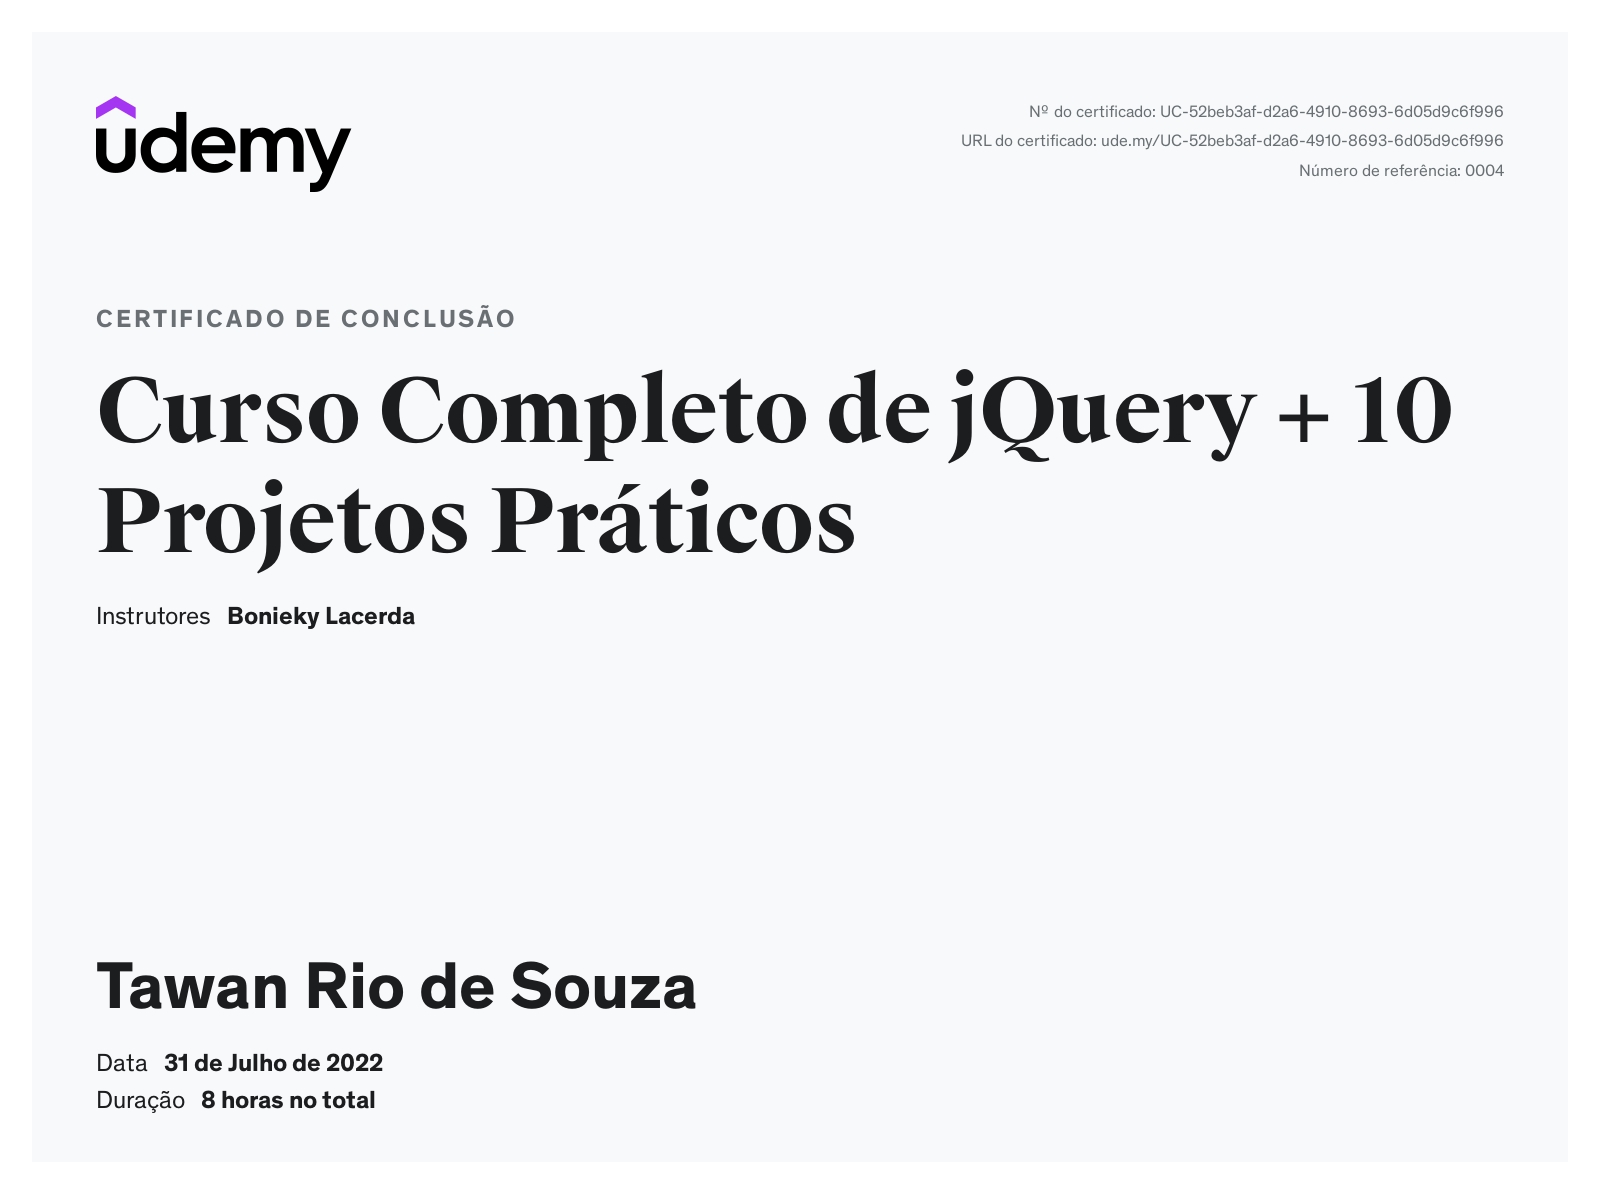 udemy
Nº do certificado: UC-52beb3af-d2a6-4910-8693-6d05d9c6f996
URL do certificado: ude.my/UC-52beb3af-d2a6-4910-8693-6d05d9c6f996
Número de referência: 0004
CERTIFICADO DE CONCLUSÃO
Curso Completo de jQuery + 10
Projetos Práticos
Instrutores Bonieky Lacerda
Tawan Rio de Souza
Data 31 de Julho de 2022
Duração 8 horas no total